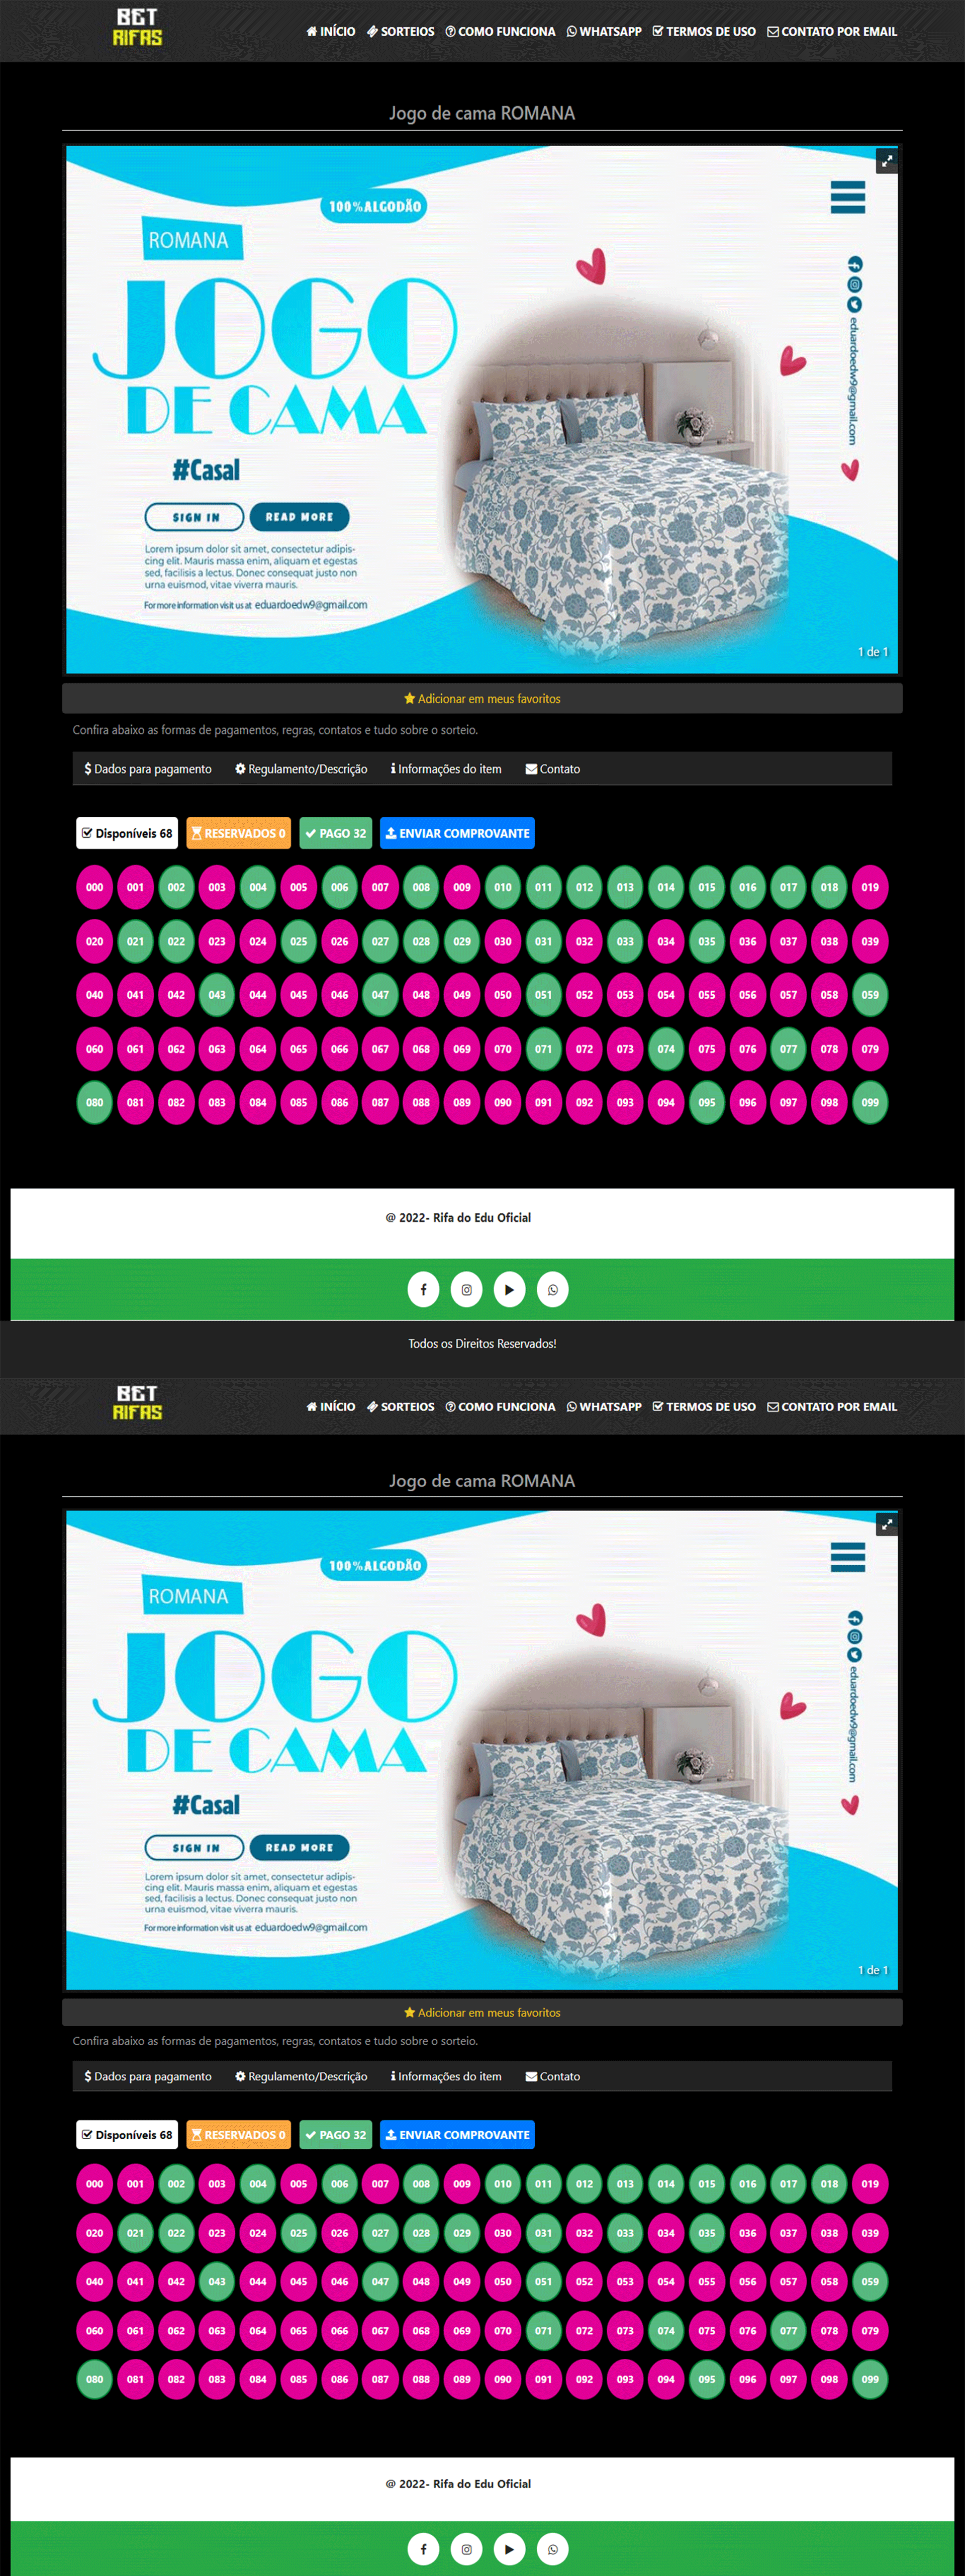 BET
RIFAS
INÍCIO SORTEIOS COMO FUNCIONA WHATSAPP TERMOS DE USO CONTATO POR EMAIL
Jogo de cama ROMANA
100%ALGODÃO
ROMANA
JOGO
DE CAMA
#Casal
SIGN IN READ MORE
Lorem ipsum dolor sit amet, consectetur adipis-
cing elit. Mauris massa enim, aliquam et egestas
sed, facilisis a lectus. Donec consequat justo non
urna euismod, vitae viverra mauris.
For more information visit us at eduardoedw9@gmail.com
eduardoedw9@gmail.com
1 de 1
Adicionar em meus favoritos
Confira abaixo as formas de pagamentos, regras, contatos e tudo sobre o sorteio.
Dados para pagamento Regulamento/Descrição Informações do item Contato
Disponíveis 68 RESERVADOS 0 PAGO 32 ENVIAR COMPROVANTE
000 001 002 003 004 005 006 007 008 009 010 011 012 013 014 015 016 017 018 019
020 021 022 023 024 025 026 027 028 029 030 031 032 033 034 035 036 037 038 039
040 041 042 043 044 045 046 047 048 049 050 051 052 053 054 055 056 057 058 059
060 061 062 063 064 065 066 067 068 069 070 071 072 073 074 075 076 077 078 079
080 081 082 083 084 085 086 087 088 089 090 091 092 093 094 095 096 097 098 099
@ 2022- Rifa do Edu Oficial
Todos os Direitos Reservados!
BET
RIFAS
INÍCIO SORTEIOS COMO FUNCIONA WHATSAPP TERMOS DE USO CONTATO POR EMAIL
Jogo de cama ROMANA
100%ALGODÃO
ROMANA
JOGO
DE CAMA
#Casal
SIGN IN READ MORE
Lorem ipsum dolor sit amet, consectetur adipis-
cing elit. Mauris massa enim, aliquam et egestas
sed, facilisis a lectus. Donec consequat justo non
urna euismod, vitae viverra mauris.
For more information visit us at eduardoedw9@gmail.com
eduardoedw9@gmail.com
1 de 1
Adicionar em meus favoritos
Confira abaixo as formas de pagamentos, regras, contatos e tudo sobre o sorteio.
Dados para pagamento Regulamento/Descrição Informações do item Contato
Disponíveis 68 RESERVADOS 0 PAGO 32 ENVIAR COMPROVANTE
000 001 002 003 004 005 006 007 008 009 010 011 012 013 014 015 016 017 018 019
020 021 022 023 024 025 026 027 028 029 030 031 032 033 034 035 036 037 038 039
040 041 042 043 044 045 046 047 048 049 050 051 052 053 054 055 056 057 058 059
060 061 062 063 064 065 066 067 068 069 070 071 072 073 074 075 076 077 078 079
080 081 082 083 084 085 086 087 088 089 090 091 092 093 094 095 096 097 098 099
@ 2022- Rifa do Edu Oficial